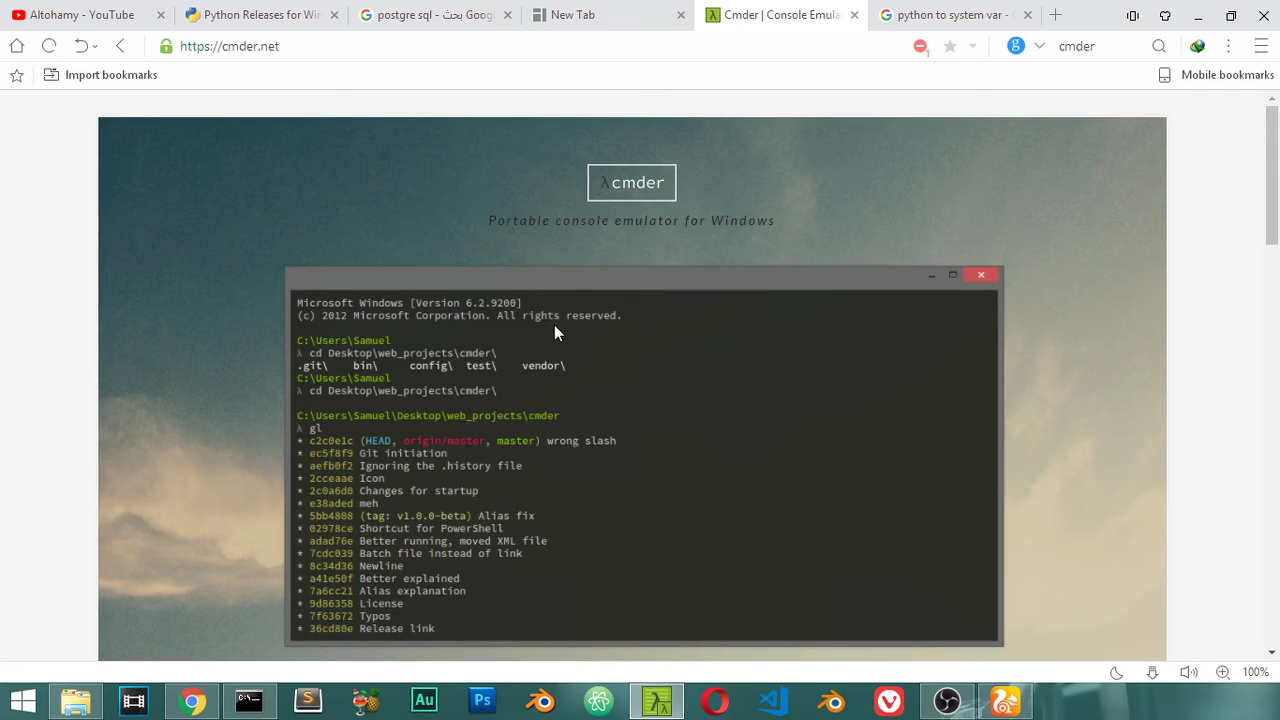 Altohamy - YouTube
Python Releases for Win
postgre sql - بحث Googl
New Tab
Cmder | Console Emula
python to system var -
https://cmder.net
1
cmder
Import bookmarks
Mobile bookmarks
λcmder
Portable console emulator for Windows
Microsoft Windows [Version 6.2.9200]
(c) 2012 Microsoft Corporation. All rights reserved.
C:\Users\Samuel
λ cd Desktop\web_projects\cmder\
.git\ bin\ config\ test\ vendor\
C:\Users\Samuel
λ cd Desktop\web_projects\cmder\
C:\Users\Samuel\Desktop\web_projects\cmder
λ gl
* c2c0e1c (HEAD, origin/master, master) wrong slash
* ec5f8f9 Git initiation
* aefb0f2 Ignoring the .history file
* 2cceaae Icon
* 2c0a6d0 Changes for startup
* e38aded meh
* 5bb4808 (tag: v1.0.0-beta) Alias fix
* 02978ce Shortcut for PowerShell
* adad76e Better running, moved XML file
* 7cdc039 Batch file instead of link
* 8c34d36 Newline
* a41e50f Better explained
* 7a6cc21 Alias explanation
* 9d86358 License
* 7f63672 Typos
* 36cd80e Release link
100%
Au
Ps